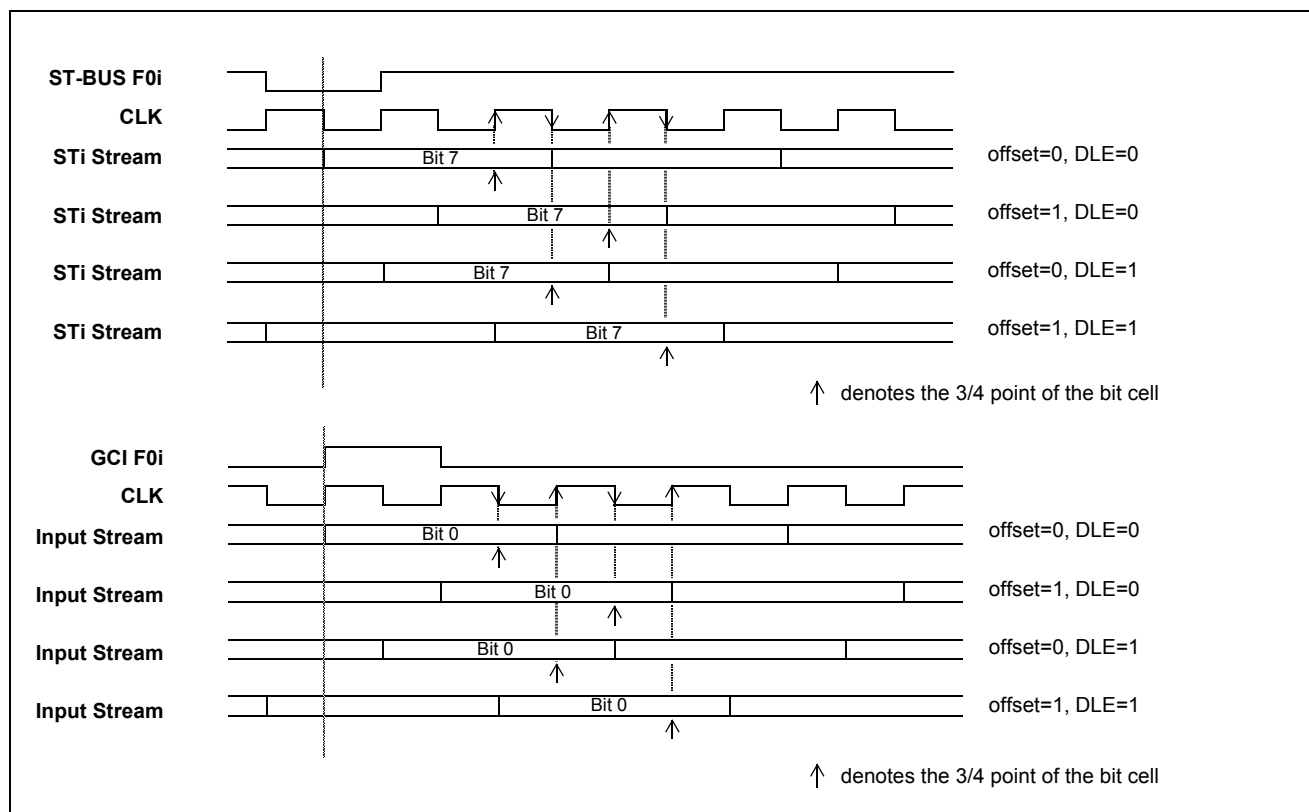 ST-BUS F0i
CLK
STi Stream Bit 7 offset=0, DLE=0
STi Stream Bit 7 offset=1, DLE=0
STi Stream Bit 7 offset=0, DLE=1
STi Stream Bit 7 offset=1, DLE=1
denotes the 3/4 point of the bit cell
GCI F0i
CLK
Input Stream Bit 0 offset=0, DLE=0
Input Stream Bit 0 offset=1, DLE=0
Input Stream Bit 0 offset=0, DLE=1
Input Stream Bit 0 offset=1, DLE=1
denotes the 3/4 point of the bit cell